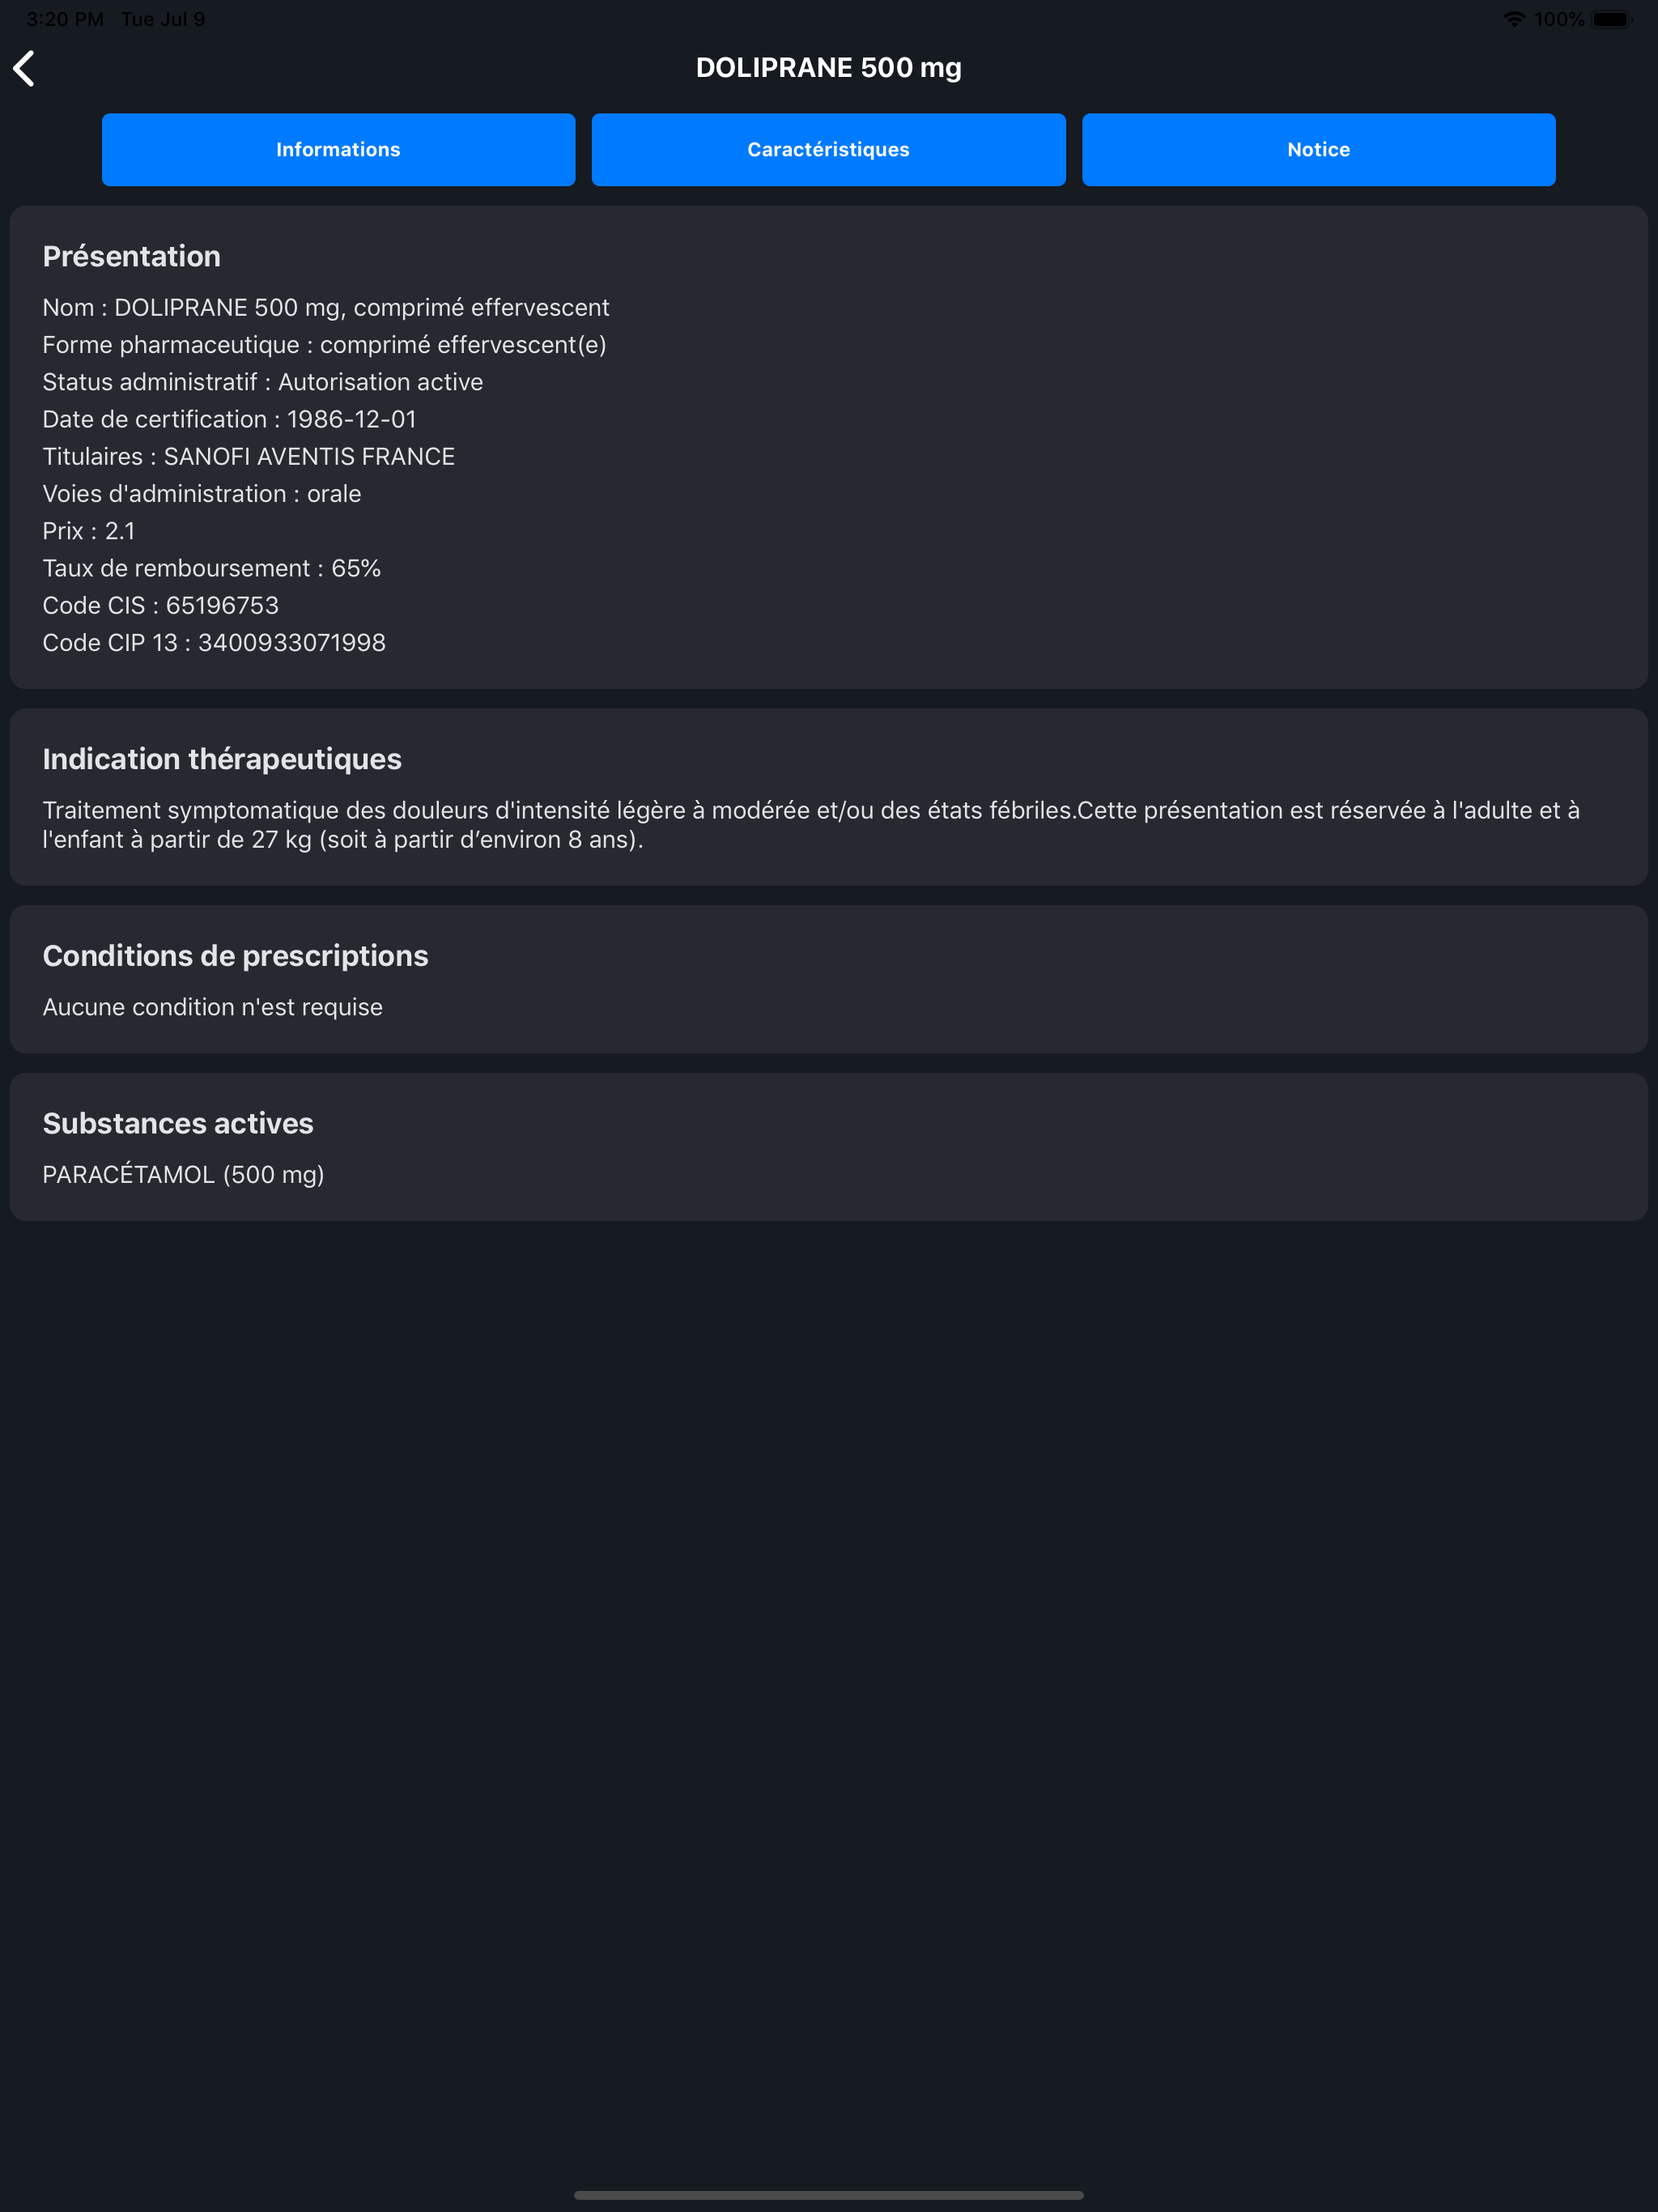 3:20 PM Tue Jul 9
100%
DOLIPRANE 500 mg
Informations
Caractéristiques
Notice
Présentation
Nom : DOLIPRANE 500 mg, comprimé effervescent
Forme pharmaceutique : comprimé effervescent(e)
Status administratif : Autorisation active
Date de certification : 1986-12-01
Titulaires : SANOFI AVENTIS FRANCE
Voies d'administration : orale
Prix : 2.1
Taux de remboursement : 65%
Code CIS : 65196753
Code CIP 13 : 3400933071998
Indication thérapeutiques
Traitement symptomatique des douleurs d'intensité légère à modérée et/ou des états fébriles.Cette présentation est réservée à l'adulte et à
l'enfant à partir de 27 kg (soit à partir d’environ 8 ans).
Conditions de prescriptions
Aucune condition n'est requise
Substances actives
PARACÉTAMOL (500 mg)